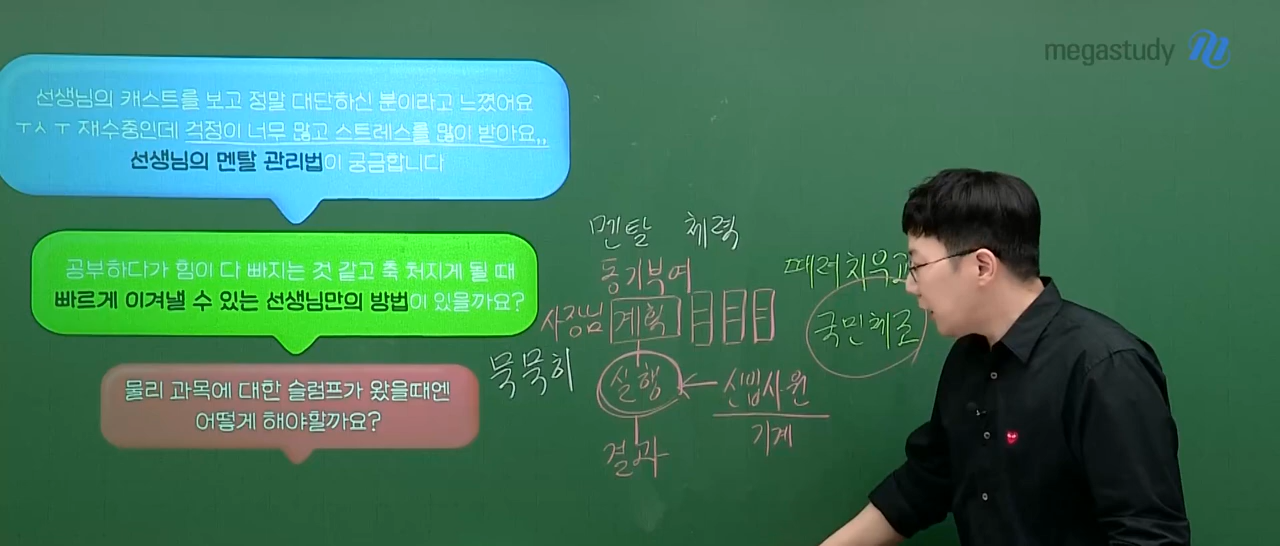 megastudy
선생님의 캐스트를 보고 정말 대단하신 분이라고 느꼈어요
ㅜㅅㅜ 재수중인데 걱정이 너무 많고 스트레스를 많이 받아요,,
선생님의 멘탈 관리법이 궁금합니다
공부하다가 힘이 다 빠지는 것 같고 축 처지게 될 때
빠르게 이겨낼 수 있는 선생님만의 방법이 있을까요?
물리 과목에 대한 슬럼프가 왔을때엔
어떻게 해야할까요?
멘탈 체력
동기부여
사장님 계획
묵묵히 실행 신입사원
기계
결과
때려치우고
국민체조